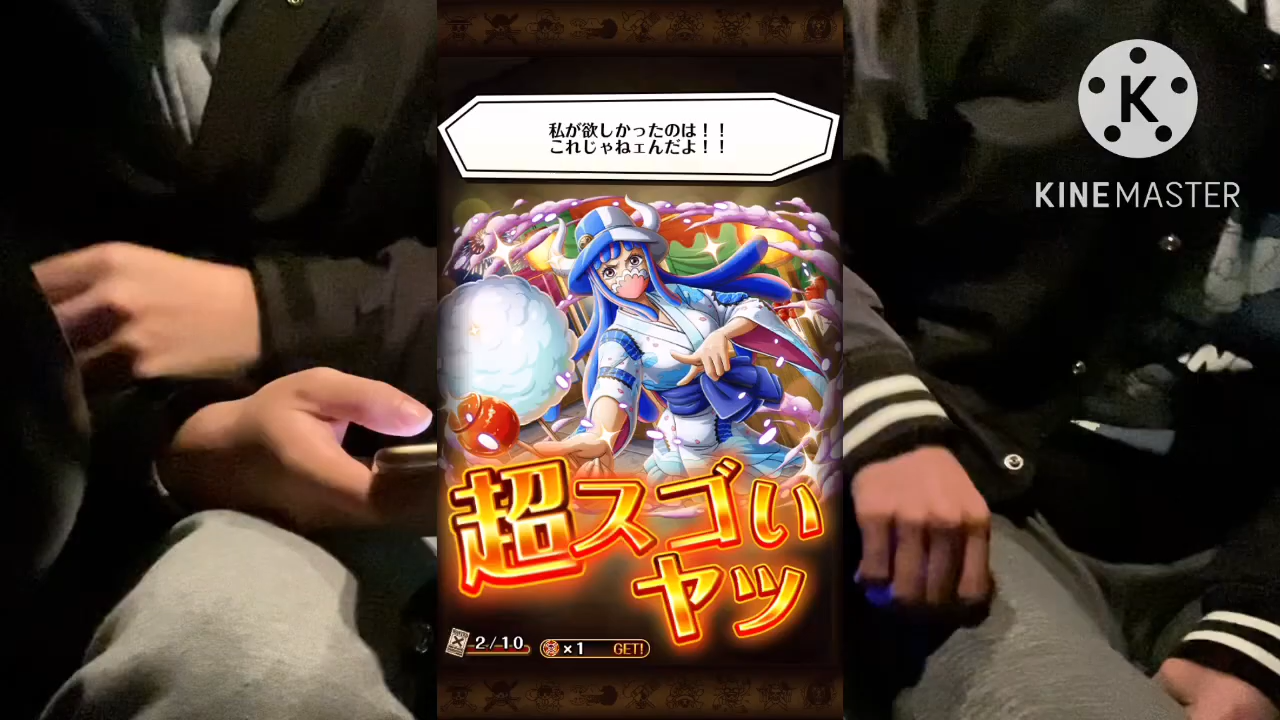 私が欲しかったのは！！
これじゃねェんだよ！！
超スゴい
ヤツ
2/10
×1 GET!
K
KINEMASTER